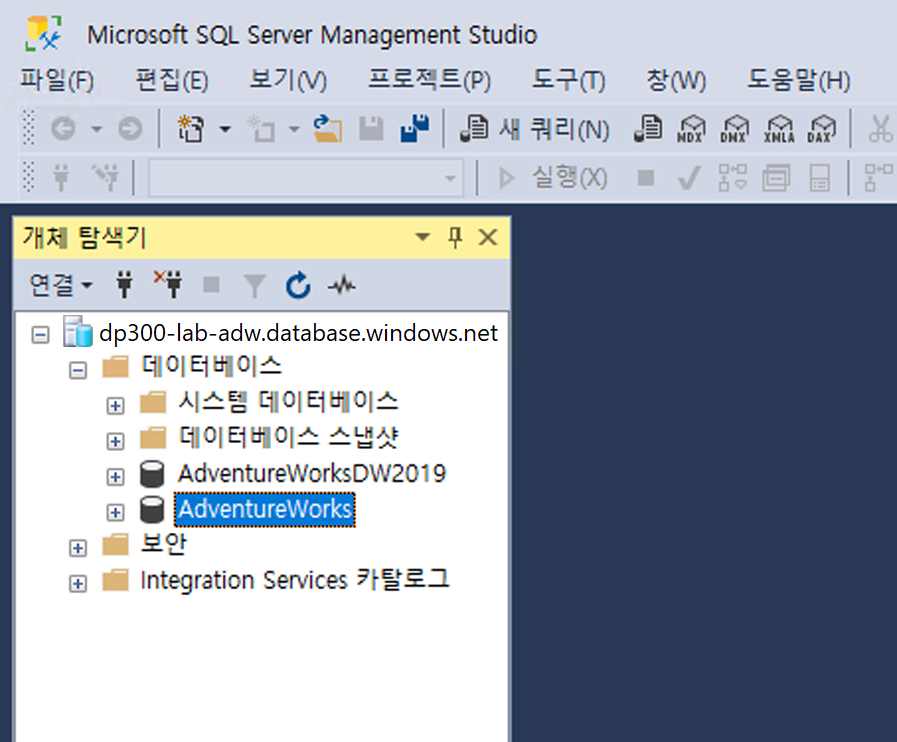 Microsoft SQL Server Management Studio
파일(F) 편집(E) 보기(V) 프로젝트(P) 도구(T) 창(W) 도움말(H)
새 쿼리(N) MDX DMX XMLA DAX
실행(X)
개체 탐색기
연결
dp300-lab-adw.database.windows.net
데이터베이스
시스템 데이터베이스
데이터베이스 스냅샷
AdventureWorksDW2019
AdventureWorks
보안
Integration Services 카탈로그